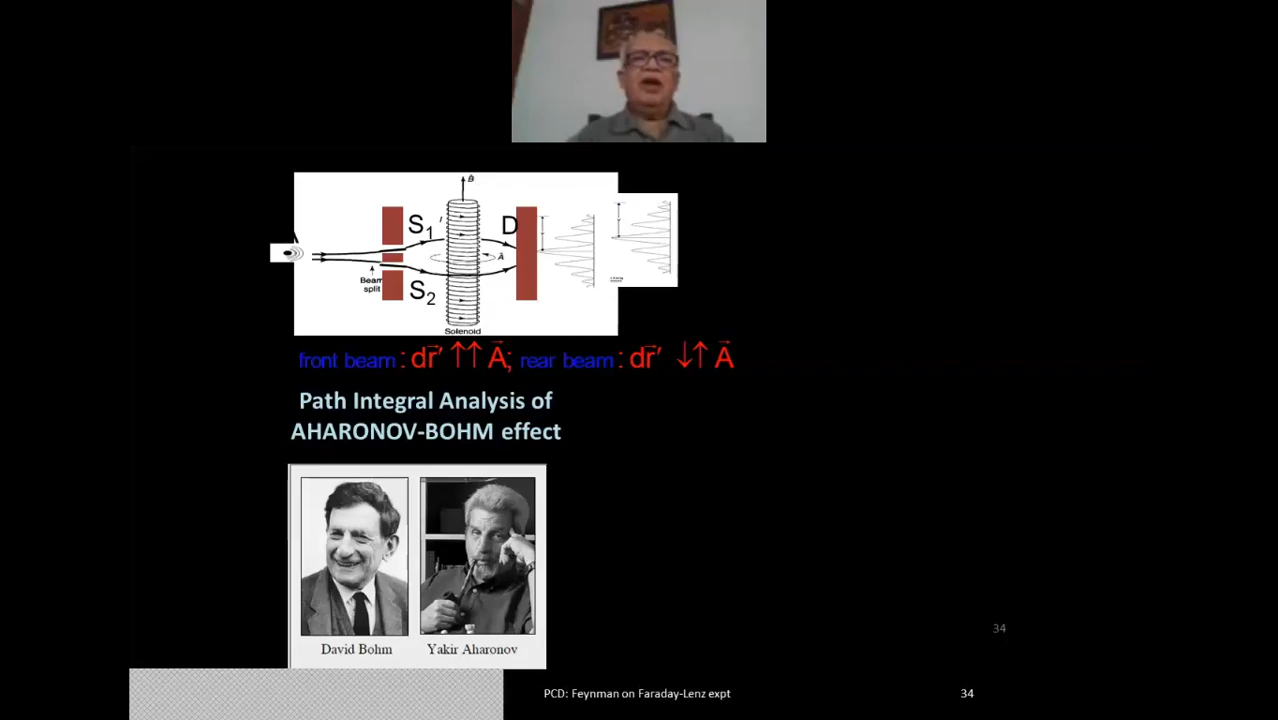 B
S1′
D
A
Beam
split
S2
Solenoid
front beam : dr⃗′ ↑↑ A⃗; rear beam : dr⃗′ ↓↑ A⃗
Path Integral Analysis of
AHARONOV-BOHM effect
David Bohm
Yakir Aharonov
34
PCD: Feynman on Faraday-Lenz expt
34